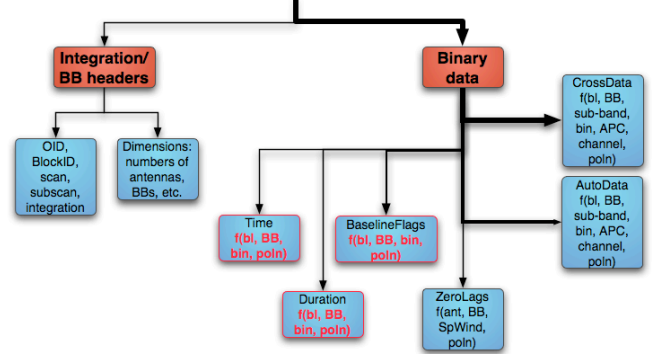 Integration/
BB headers
Binary
data
CrossData
f(bl, BB,
sub-band,
bin, APC,
channel,
poln)
OID,
BlockID,
scan,
subscan,
integration
Dimensions:
numbers of
antennas,
BBs, etc.
AutoData
f(bl, BB,
sub-band,
bin, APC,
channel,
poln)
Time
f(bl, BB,
bin, poln)
BaselineFlags
f(bl, BB, bin,
poln)
Duration
f(bl, BB,
bin, poln)
ZeroLags
f(ant, BB,
SpWind,
poln)